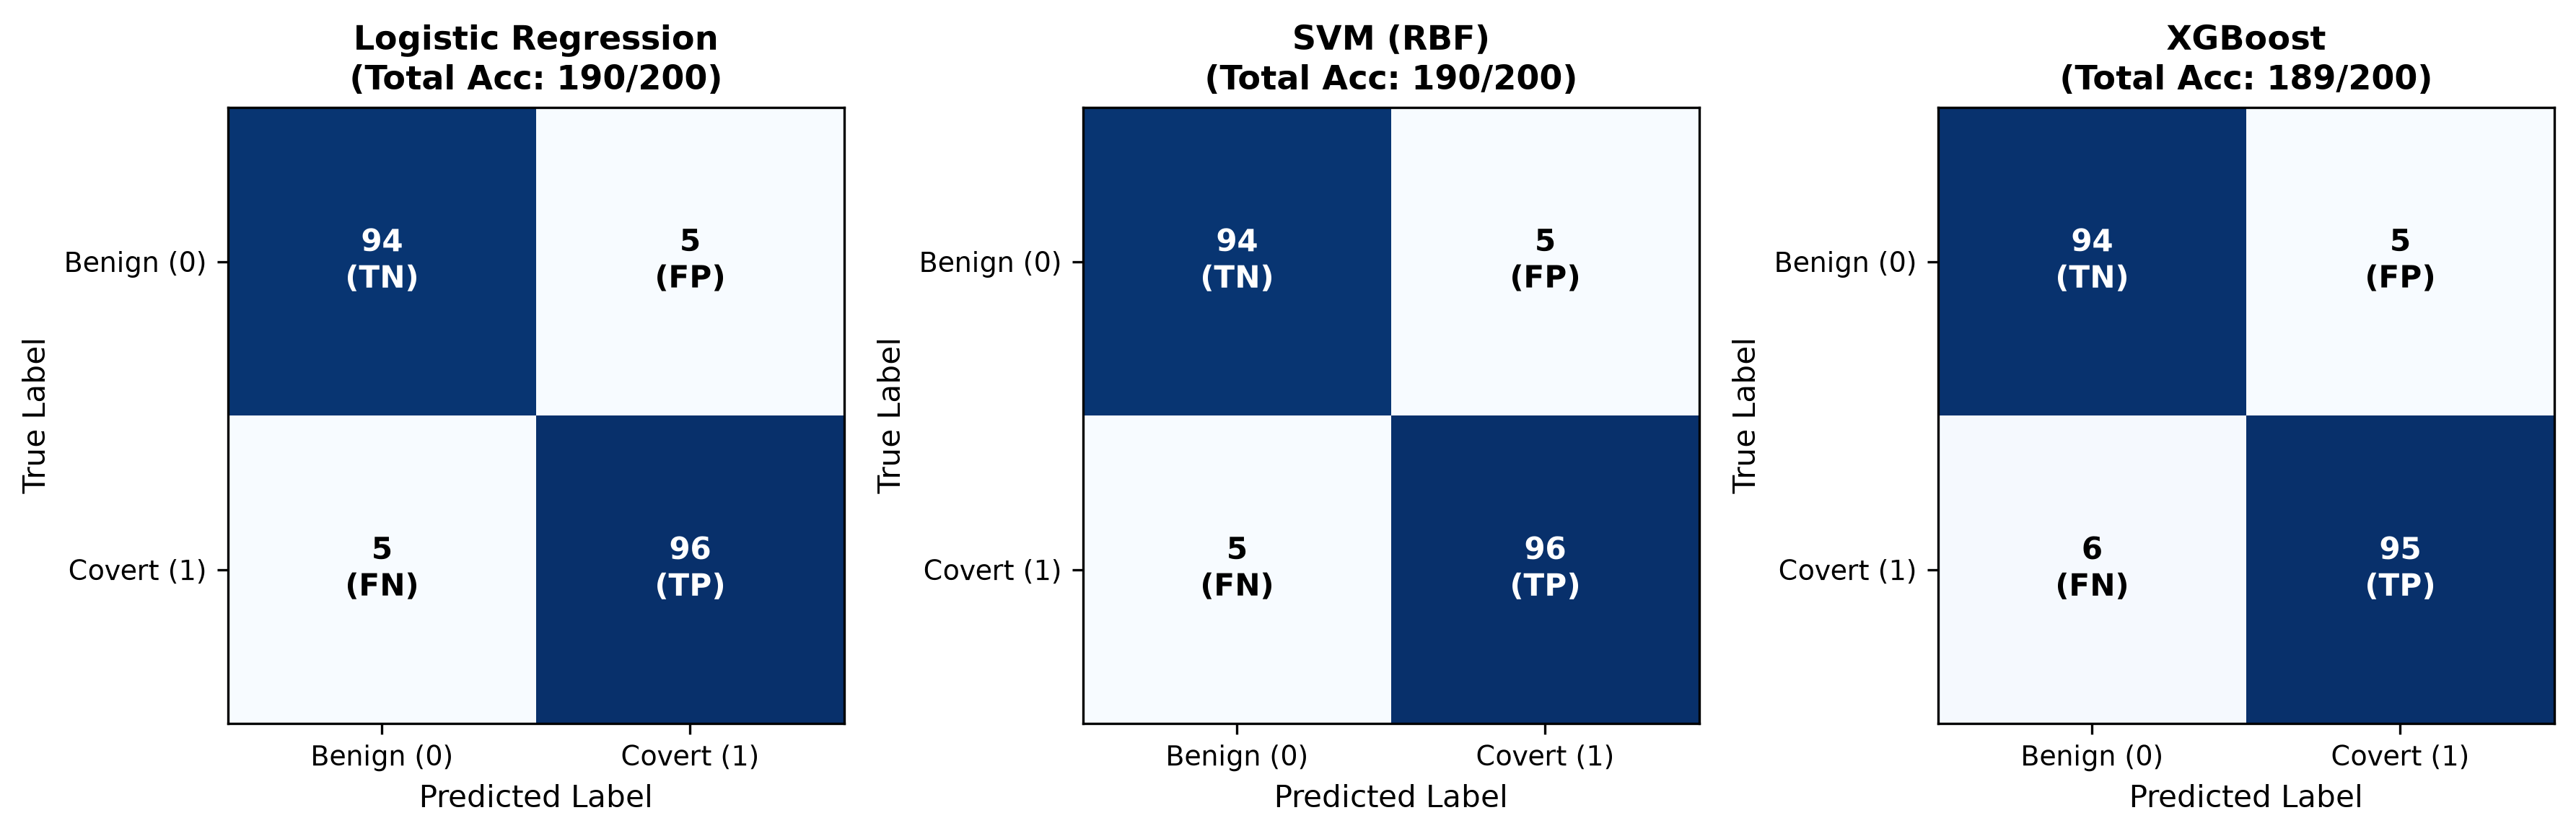 Logistic Regression
(Total Acc: 190/200)
True Label
Benign (0)
94
(TN)
5
(FP)
Covert (1)
5
(FN)
96
(TP)
Benign (0)
Covert (1)
Predicted Label
SVM (RBF)
(Total Acc: 190/200)
True Label
Benign (0)
94
(TN)
5
(FP)
Covert (1)
5
(FN)
96
(TP)
Benign (0)
Covert (1)
Predicted Label
XGBoost
(Total Acc: 189/200)
True Label
Benign (0)
94
(TN)
5
(FP)
Covert (1)
6
(FN)
95
(TP)
Benign (0)
Covert (1)
Predicted Label